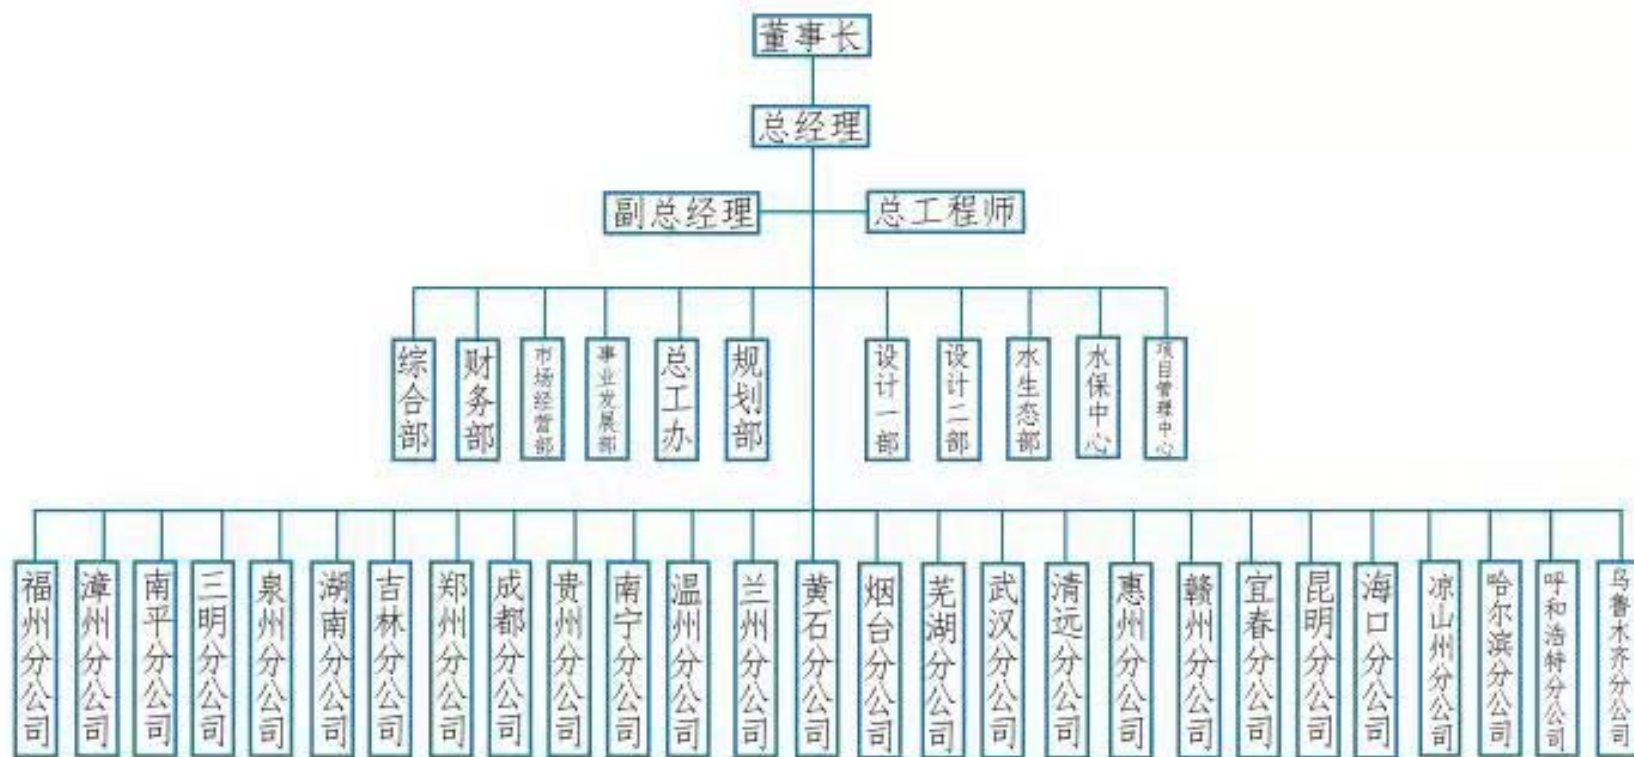 董事长
总经理
副总经理
总工程师
综合部
财务部
市场经营部
事业发展部
总工办
规划部
设计一部
设计二部
水生态部
水保中心
项目管理中心
福州分公司
漳州分公司
南平分公司
三明分公司
泉州分公司
湖南分公司
吉林分公司
郑州分公司
成都分公司
贵州分公司
南宁分公司
温州分公司
兰州分公司
黄石分公司
烟台分公司
芜湖分公司
武汉分公司
清远分公司
惠州分公司
赣州分公司
宜春分公司
昆明分公司
海口分公司
凉山州分公司
哈尔滨分公司
呼和浩特分公司
乌鲁木齐分公司